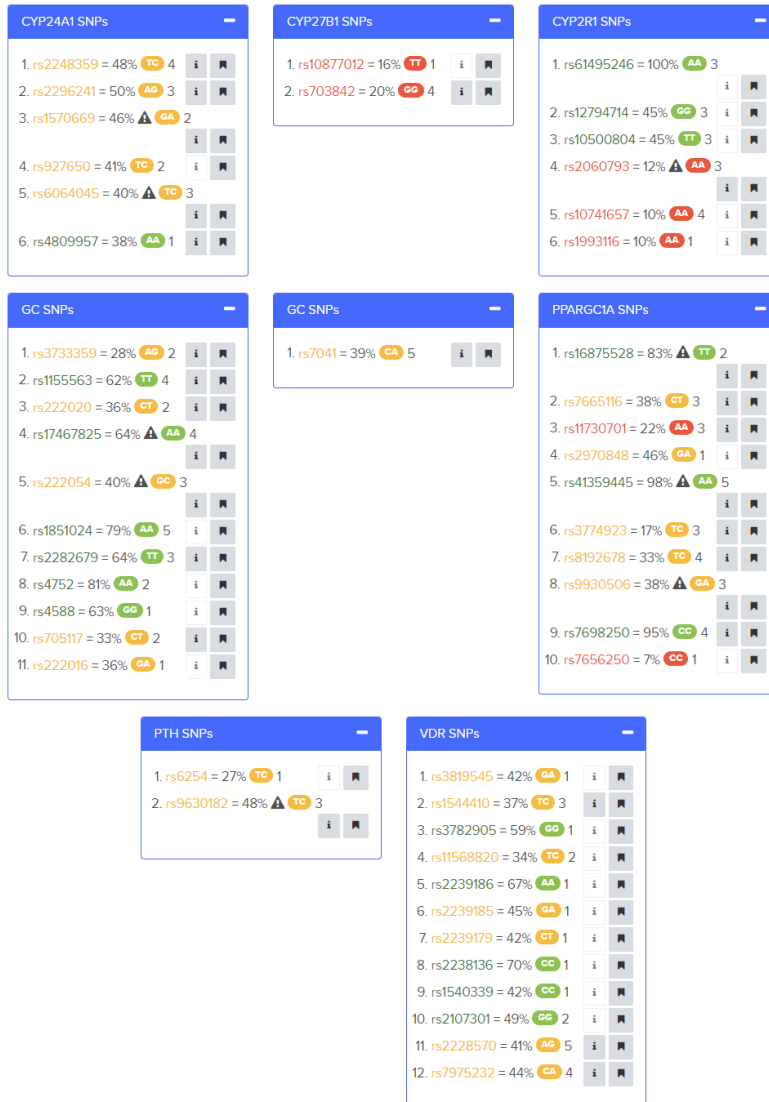 CYP24A1 SNPs
1. rs2248359 = 48% TC 4
2. rs2296241 = 50% AG 3
3. rs1570669 = 46% GA 2
4. rs927650 = 41% TC 2
5. rs6064045 = 40% TC 3
6. rs4809957 = 38% AA 1
CYP27B1 SNPs
1. rs10877012 = 16% TT 1
2. rs703842 = 20% GG 4
CYP2R1 SNPs
1. rs61495246 = 100% AA 3
2. rs12794714 = 45% GG 3
3. rs10500804 = 45% TT 3
4. rs2060793 = 12% AA 3
5. rs10741657 = 10% AA 4
6. rs1993116 = 10% AA 1
GC SNPs
1. rs3733359 = 28% AG 2
2. rs1155563 = 62% TT 4
3. rs222020 = 36% CT 2
4. rs17467825 = 64% AA 4
5. rs222054 = 40% GC 3
6. rs1851024 = 79% AA 5
7. rs2282679 = 64% TT 3
8. rs4752 = 81% AA 2
9. rs4588 = 63% GG 1
10. rs705117 = 33% CT 2
11. rs222016 = 36% GA 1
GC SNPs
1. rs7041 = 39% CA 5
PPARGC1A SNPs
1. rs16875528 = 83% TT 2
2. rs7665116 = 38% CT 3
3. rs11730701 = 22% AA 3
4. rs2970848 = 46% GA 1
5. rs41359445 = 98% AA 5
6. rs3774923 = 17% TC 3
7. rs8192678 = 33% TC 4
8. rs9930506 = 38% GA 3
9. rs7698250 = 95% CC 4
10. rs7656250 = 7% CC 1
PTH SNPs
1. rs6254 = 27% TC 1
2. rs9630182 = 48% TC 3
VDR SNPs
1. rs3819545 = 42% GA 1
2. rs1544410 = 37% TC 3
3. rs3782905 = 59% GG 1
4. rs11568820 = 34% TC 2
5. rs2239186 = 67% AA 1
6. rs2239185 = 45% GA 1
7. rs2239179 = 42% CT 1
8. rs2238136 = 70% CC 1
9. rs1540339 = 42% CC 1
10. rs2107301 = 49% GG 2
11. rs2228570 = 41% AG 5
12. rs7975232 = 44% CA 4